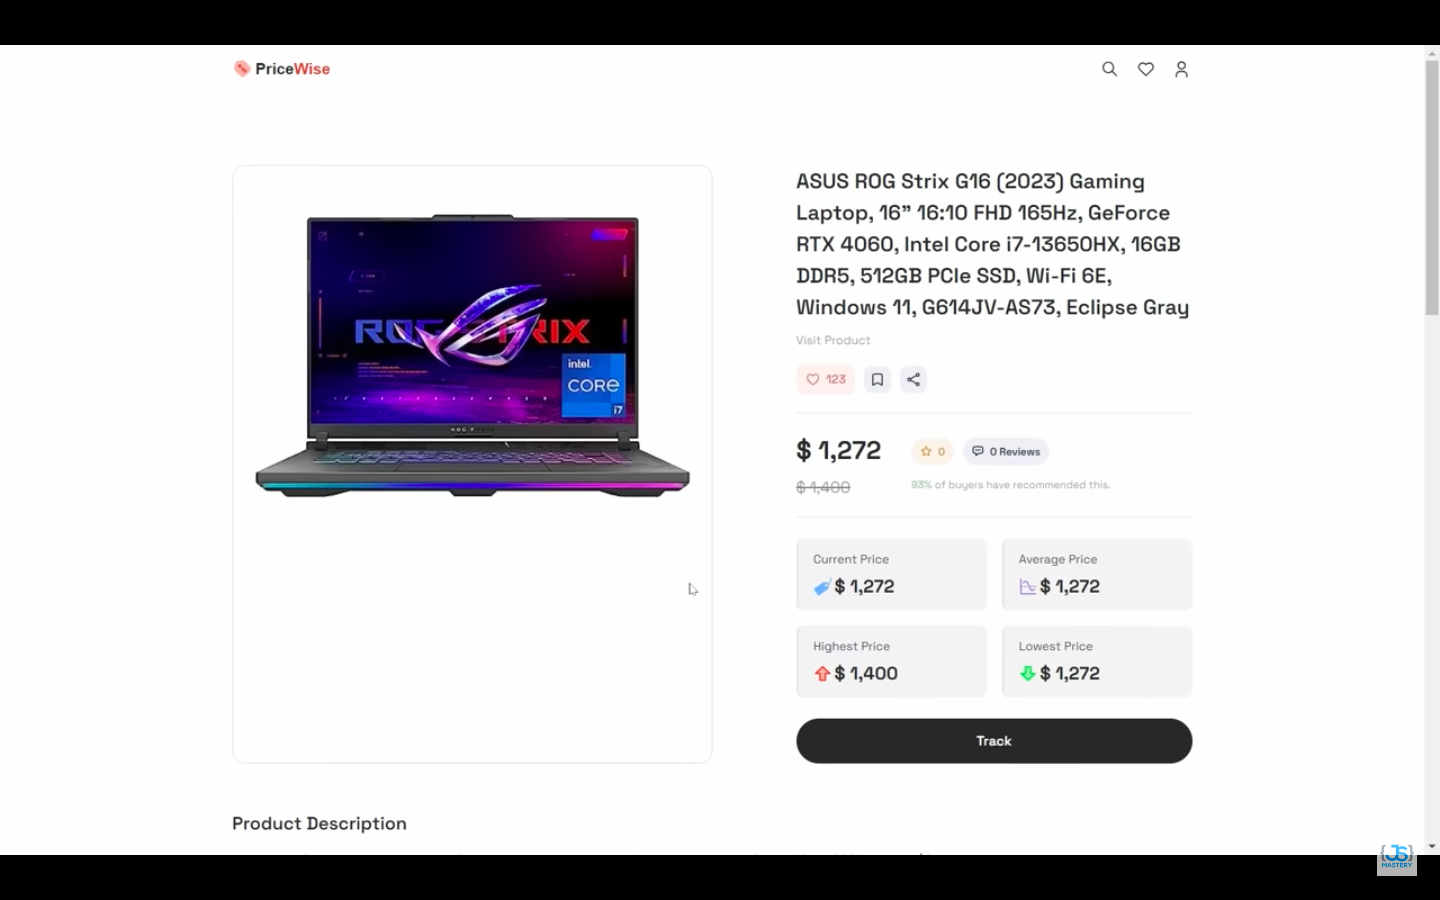 PriceWise
ASUS ROG Strix G16 (2023) Gaming
Laptop, 16” 16:10 FHD 165Hz, GeForce
RTX 4060, Intel Core i7-13650HX, 16GB
DDR5, 512GB PCIe SSD, Wi-Fi 6E,
Windows 11, G614JV-AS73, Eclipse Gray
Visit Product
123
$ 1,272
0
0 Reviews
$ 1,400
93% of buyers have recommended this.
Current Price
$ 1,272
Average Price
$ 1,272
Highest Price
$ 1,400
Lowest Price
$ 1,272
Track
intel.
CORE
i7
Product Description
{JS}
MASTERY